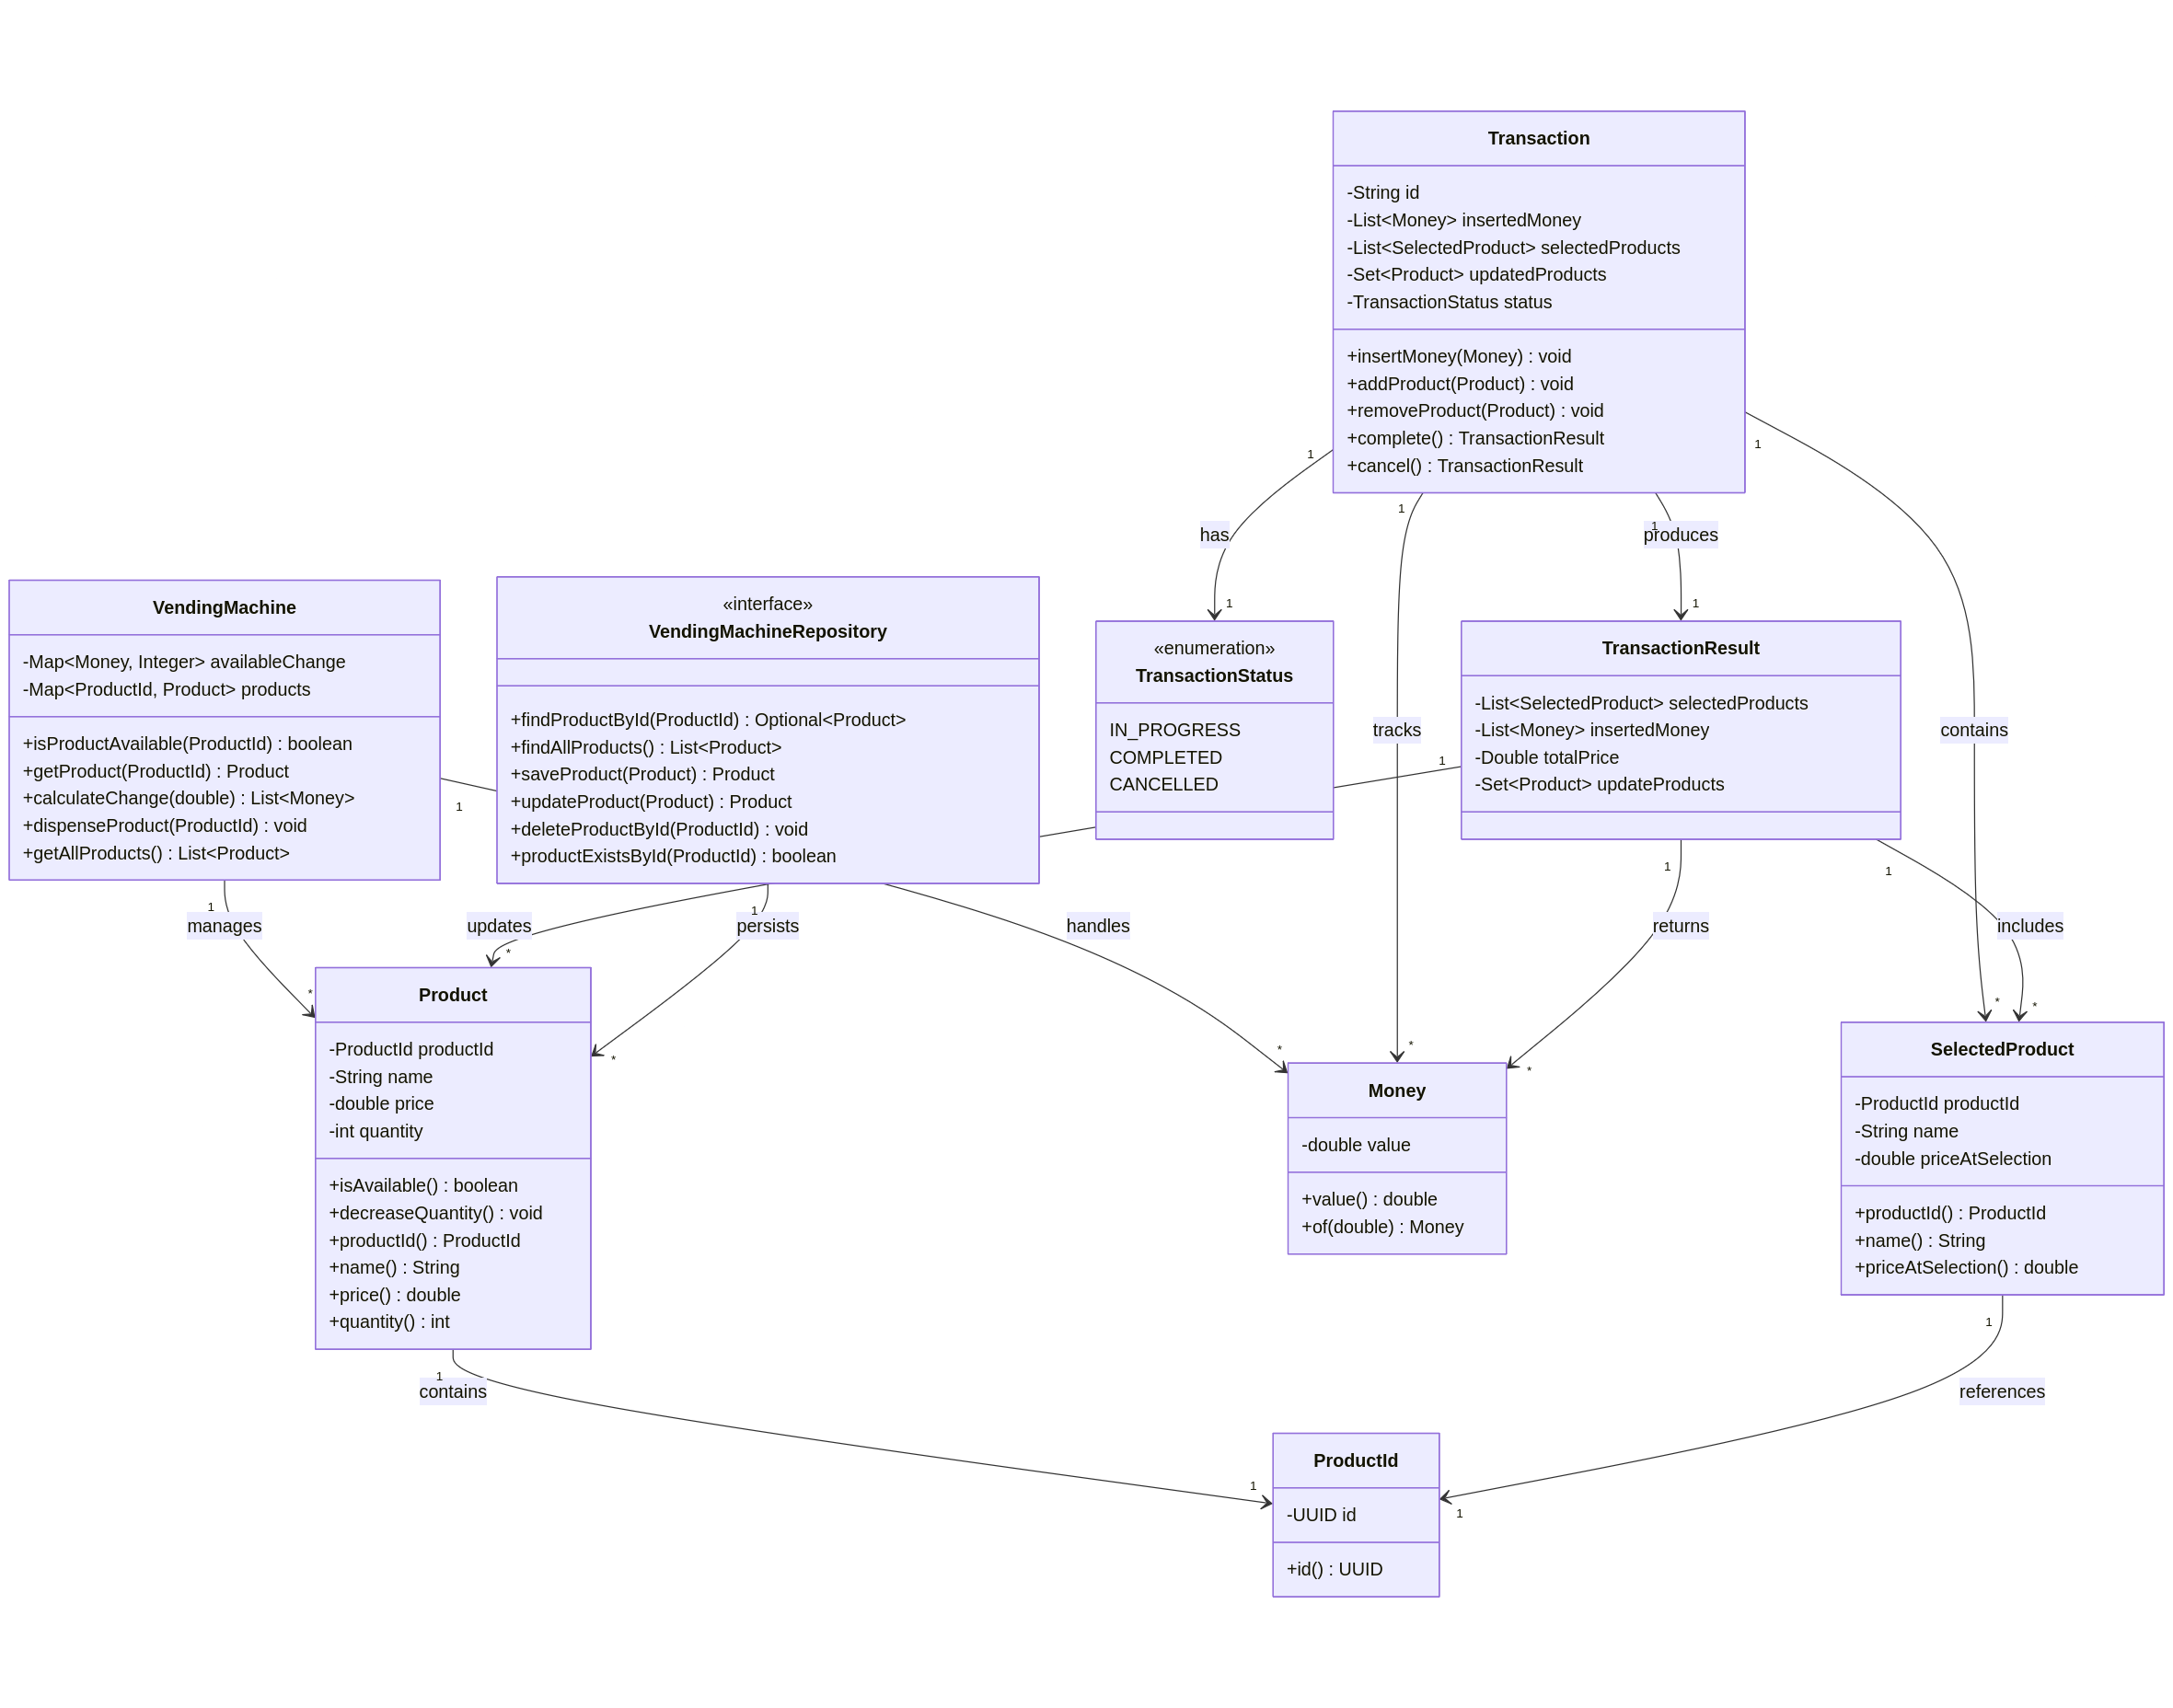 Transaction
-String id
-List<Money> insertedMoney
-List<SelectedProduct> selectedProducts
-Set<Product> updatedProducts
-TransactionStatus status
+insertMoney(Money) : void
+addProduct(Product) : void
+removeProduct(Product) : void
+complete() : TransactionResult
+cancel() : TransactionResult
1
1
1
1
has
produces
1
1
VendingMachine
-Map<Money, Integer> availableChange
-Map<ProductId, Product> products
+isProductAvailable(ProductId) : boolean
+getProduct(ProductId) : Product
+calculateChange(double) : List<Money>
+dispenseProduct(ProductId) : void
+getAllProducts() : List<Product>
1
«interface»
VendingMachineRepository
+findProductById(ProductId) : Optional<Product>
+findAllProducts() : List<Product>
+saveProduct(Product) : Product
+updateProduct(Product) : Product
+deleteProductById(ProductId) : void
+productExistsById(ProductId) : boolean
«enumeration»
TransactionStatus
IN_PROGRESS
COMPLETED
CANCELLED
tracks
1
TransactionResult
-List<SelectedProduct> selectedProducts
-List<Money> insertedMoney
-Double totalPrice
-Set<Product> updateProducts
contains
1
1
1
1
manages
updates
persists
handles
returns
includes
*
*
*
*
*
*
*
*
Product
-ProductId productId
-String name
-double price
-int quantity
+isAvailable() : boolean
+decreaseQuantity() : void
+productId() : ProductId
+name() : String
+price() : double
+quantity() : int
Money
-double value
+value() : double
+of(double) : Money
SelectedProduct
-ProductId productId
-String name
-double priceAtSelection
+productId() : ProductId
+name() : String
+priceAtSelection() : double
1
1
contains
references
1
1
ProductId
-UUID id
+id() : UUID